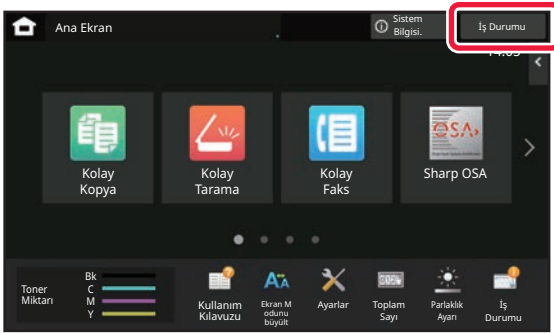 Ana Ekran
Sistem
Bilgisi.
İş Durumu
Kolay
Kopya
Kolay
Tarama
Kolay
Faks
OSA
Sharp OSA
Toner
Miktarı
Bk
C
M
Y
Kullanım
Kılavuzu
Ekran M
odunu
büyült
Ayarlar
Toplam
Sayı
Parlaklık
Ayarı
İş
Durumu